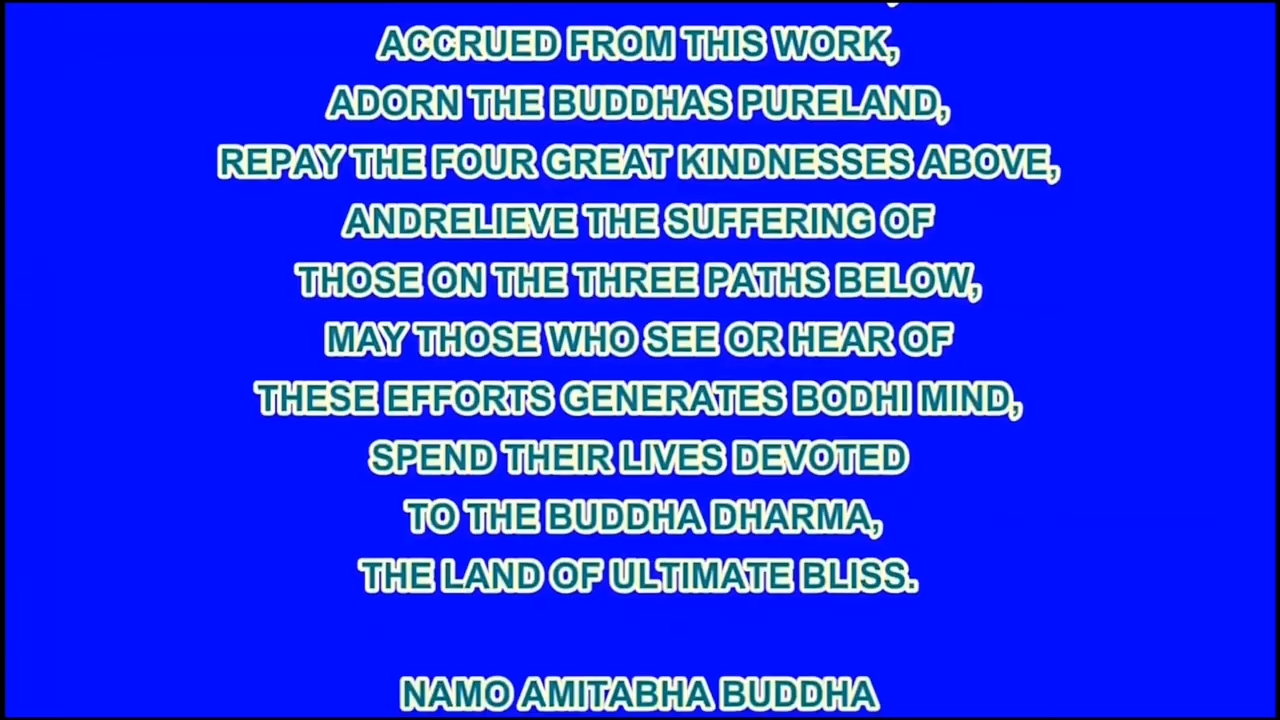 ACCRUED FROM THIS WORK,
ADORN THE BUDDHAS PURELAND,
REPAY THE FOUR GREAT KINDNESSES ABOVE,
ANDRELIEVE THE SUFFERING OF
THOSE ON THE THREE PATHS BELOW,
MAY THOSE WHO SEE OR HEAR OF
THESE EFFORTS GENERATES BODHI MIND,
SPEND THEIR LIVES DEVOTED
TO THE BUDDHA DHARMA,
THE LAND OF ULTIMATE BLISS.
NAMO AMITABHA BUDDHA